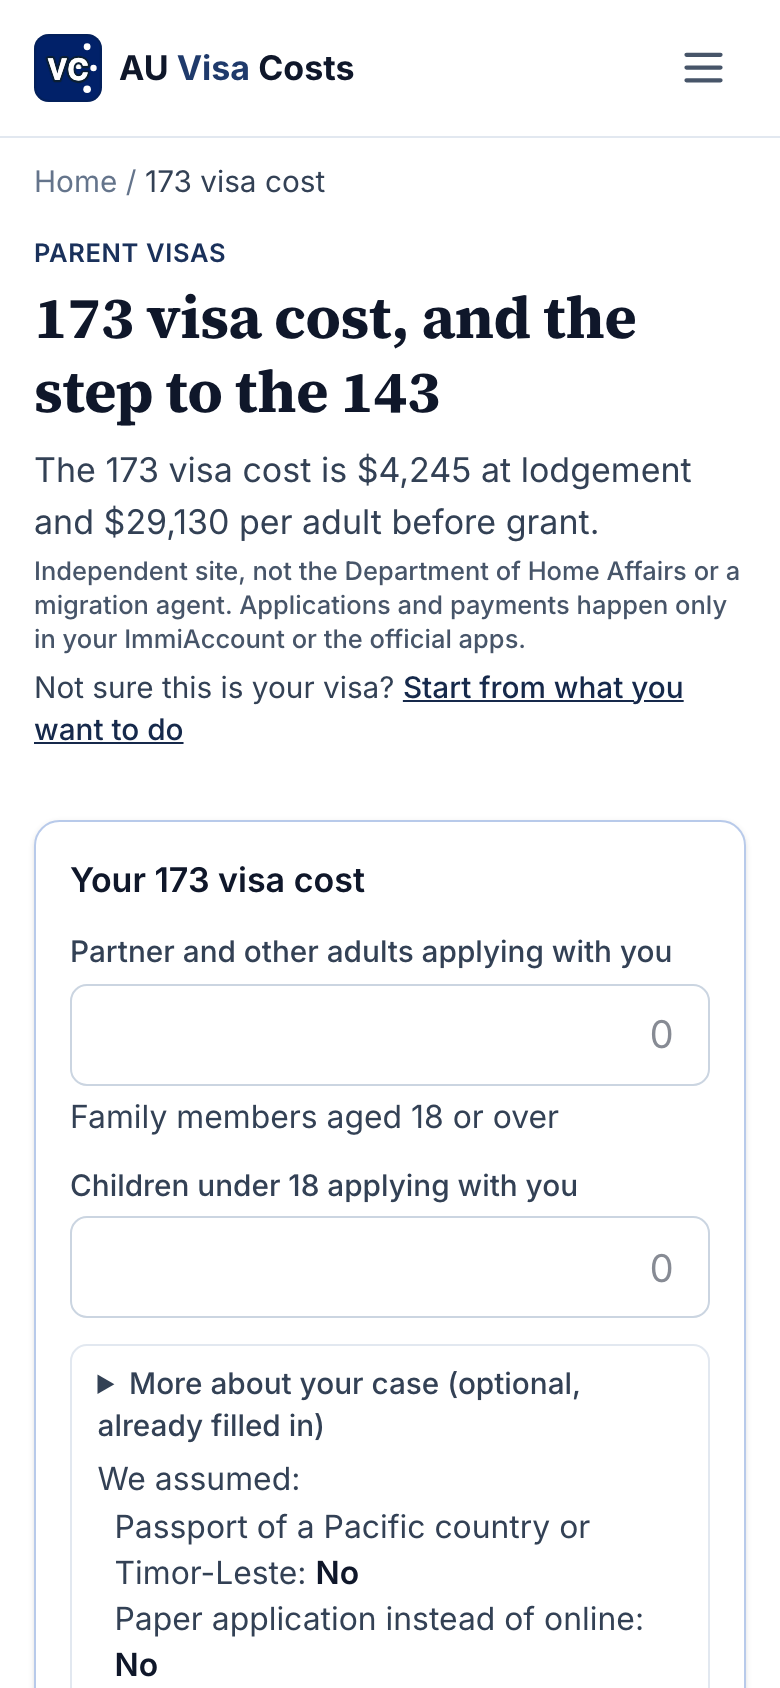 VC
AU Visa Costs
Home / 173 visa cost
PARENT VISAS
173 visa cost, and the
step to the 143
The 173 visa cost is $4,245 at lodgement
and $29,130 per adult before grant.
Independent site, not the Department of Home Affairs or a
migration agent. Applications and payments happen only
in your ImmiAccount or the official apps.
Not sure this is your visa? Start from what you
want to do
Your 173 visa cost
Partner and other adults applying with you
0
Family members aged 18 or over
Children under 18 applying with you
0
▶ More about your case (optional,
already filled in)
We assumed:
Passport of a Pacific country or
Timor-Leste: No
Paper application instead of online:
No